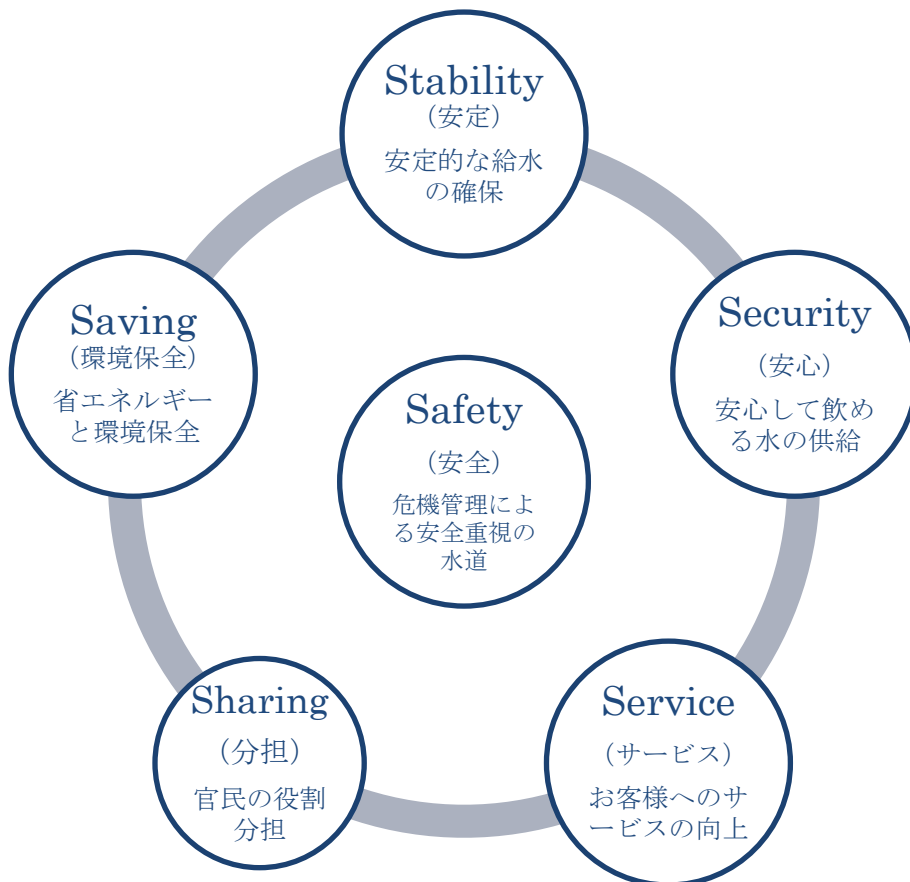 Stability
（安定）
安定的な給水
の確保
Security
（安心）
安心して飲め
る水の供給
Service
（サービス）
お客様へのサ
ービスの向上
Sharing
（分担）
官民の役割
分担
Saving
（環境保全）
省エネルギー
と環境保全
Safety
（安全）
危機管理によ
る安全重視の
水道